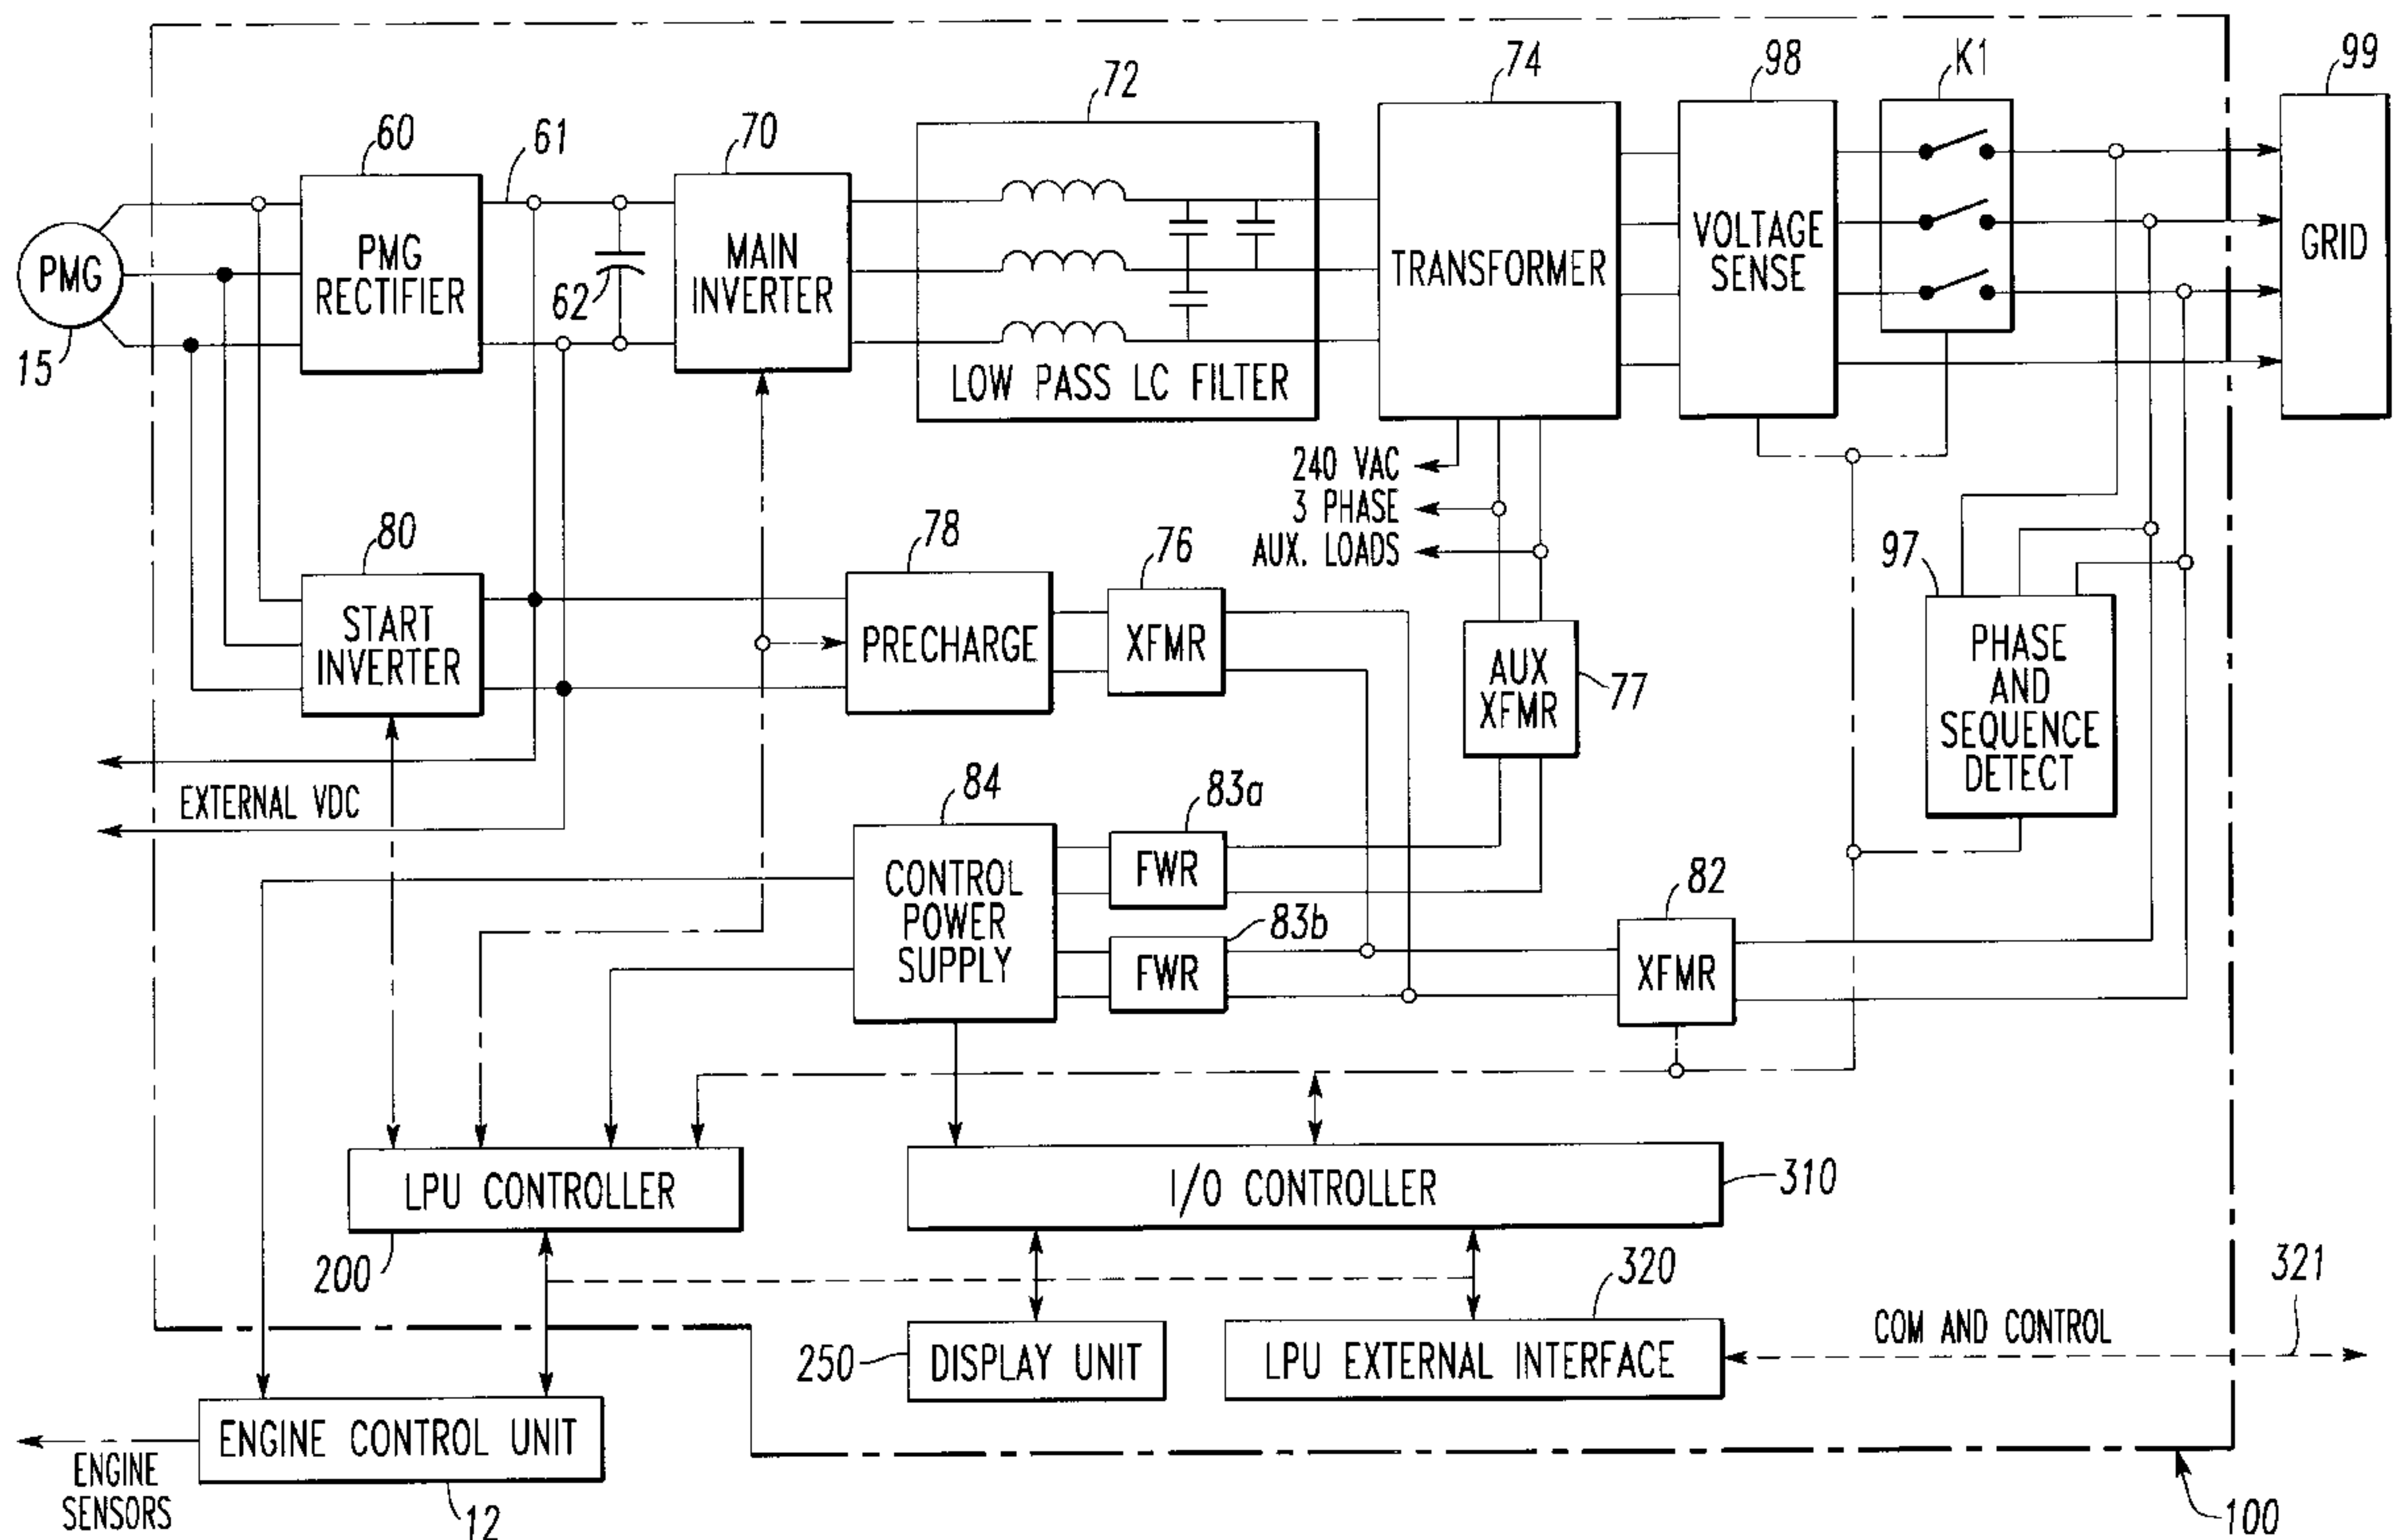 72
74
98
K1
99
60
61
70
PMG
PMG
RECTIFIER
62
MAIN
INVERTER
LOW PASS LC FILTER
TRANSFORMER
VOLTAGE
SENSE
GRID
15
240 VAC
3 PHASE
AUX. LOADS
80
78
76
97
START
INVERTER
PRECHARGE
XFMR
AUX
XFMR
77
PHASE
AND
SEQUENCE
DETECT
EXTERNAL VDC
84
83a
CONTROL
POWER
SUPPLY
FWR
83b
FWR
82
XFMR
LPU CONTROLLER
I/O CONTROLLER
310
200
320
321
250
DISPLAY UNIT
LPU EXTERNAL INTERFACE
COM AND CONTROL
ENGINE CONTROL UNIT
ENGINE
SENSORS
12
100